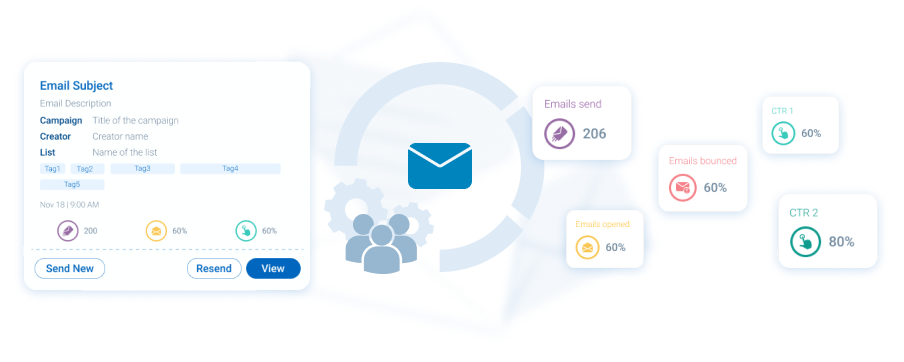 Email Subject
Email Description
Campaign Title of the campaign
Creator Creator name
List Name of the list
Tag1 Tag2 Tag3 Tag4
Tag5
Nov 18 | 9:00 AM
200 60% 60%
Send New Resend View
Emails send
206
Emails bounced
60%
Emails opened
60%
CTR 1
60%
CTR 2
80%